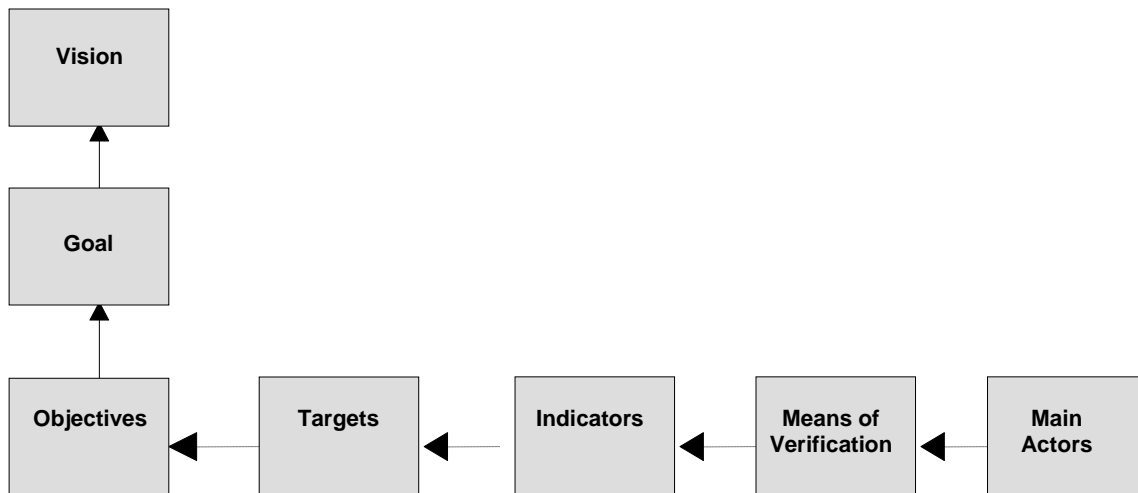 Vision
Goal
Objectives
Targets
Indicators
Means of
Verification
Main
Actors